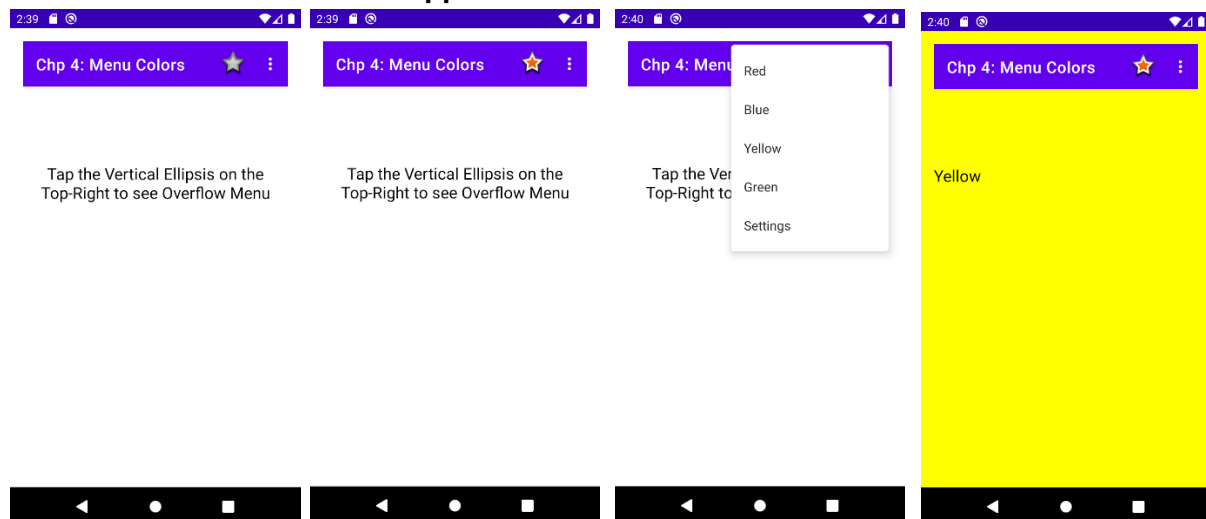 pp
2:39
Chp 4: Menu Colors
Tap the Vertical Ellipsis on the
Top-Right to see Overflow Menu
2:39
Chp 4: Menu Colors
Tap the Vertical Ellipsis on the
Top-Right to see Overflow Menu
2:40
Chp 4: Menu
Tap the Ver
Top-Right to
Red
Blue
Yellow
Green
Settings
2:40
Chp 4: Menu Colors
Yellow